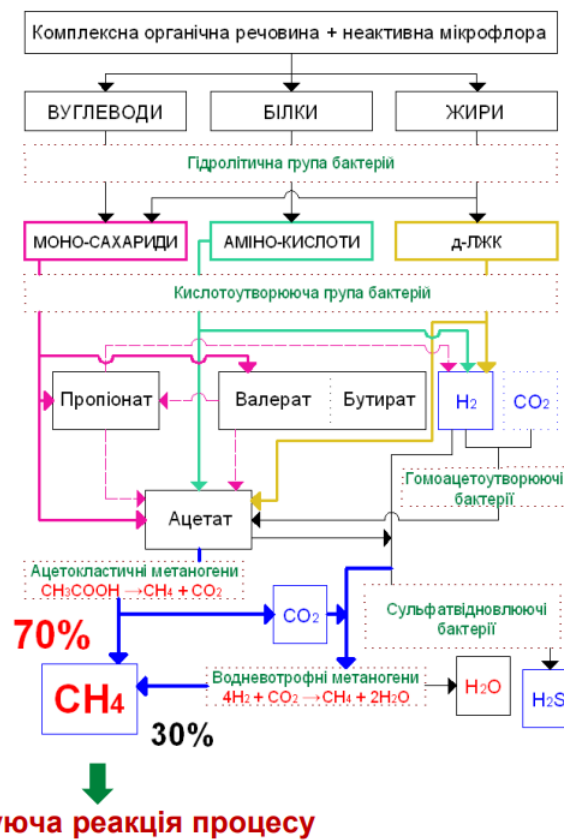 Комплексна органічна речовина + неактивна мікрофлора
ВУГЛЕВОДИ
БІЛКИ
ЖИРИ
Гідролітична група бактерій
МОНО-САХАРИДИ
АМІНО-КИСЛОТИ
д-ЛЖК
Кислотоутворююча група бактерій
Пропіонат
Валерат
Бутират
H2
CO2
Гомоацетоутворюючі
бактерії
Ацетат
Ацетокластичні метаногени
CH3COOH →CH4 + CO2
CO2
Сульфатвідновлюючі
бактерії
70%
CH4
Водневотрофні метаногени
4H2 + CO2 →CH4 + 2H2O
H2O
H2S
30%
реакція процесу